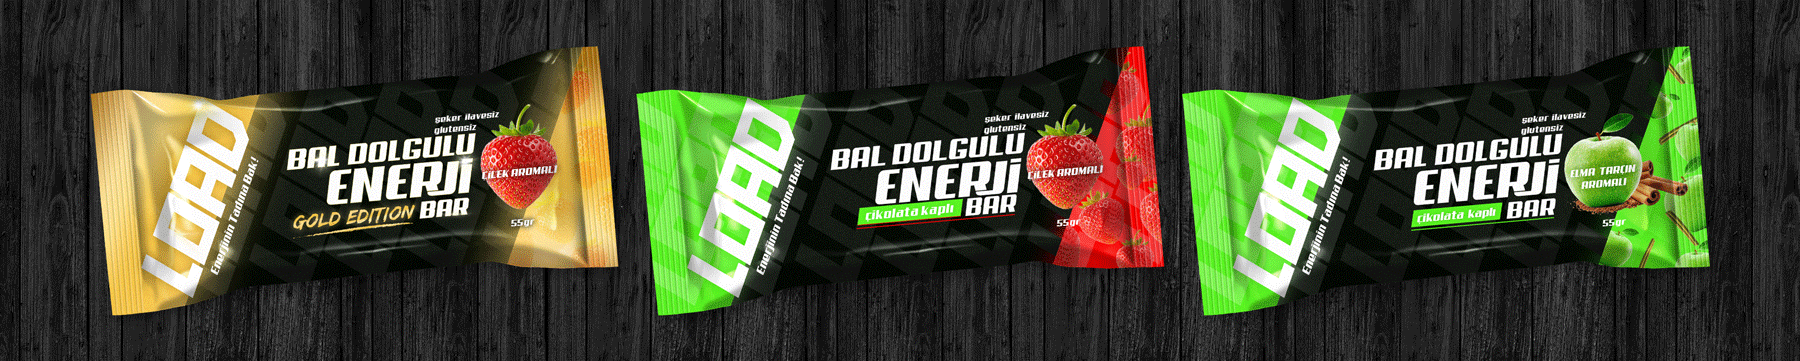 LOAD
Enerjinin Tadına Bak!
şeker ilavesiz
glutensiz
BAL DOLGULU
ENERJİ
GOLD EDITION BAR
ÇİLEK AROMALI
55gr
LOAD
Enerjinin Tadına Bak!
şeker ilavesiz
glutensiz
BAL DOLGULU
ENERJİ
çikolata kaplı BAR
ÇİLEK AROMALI
55gr
LOAD
Enerjinin Tadına Bak!
şeker ilavesiz
glutensiz
BAL DOLGULU
ENERJİ
çikolata kaplı BAR
ELMA TARÇIN
AROMALI
55gr